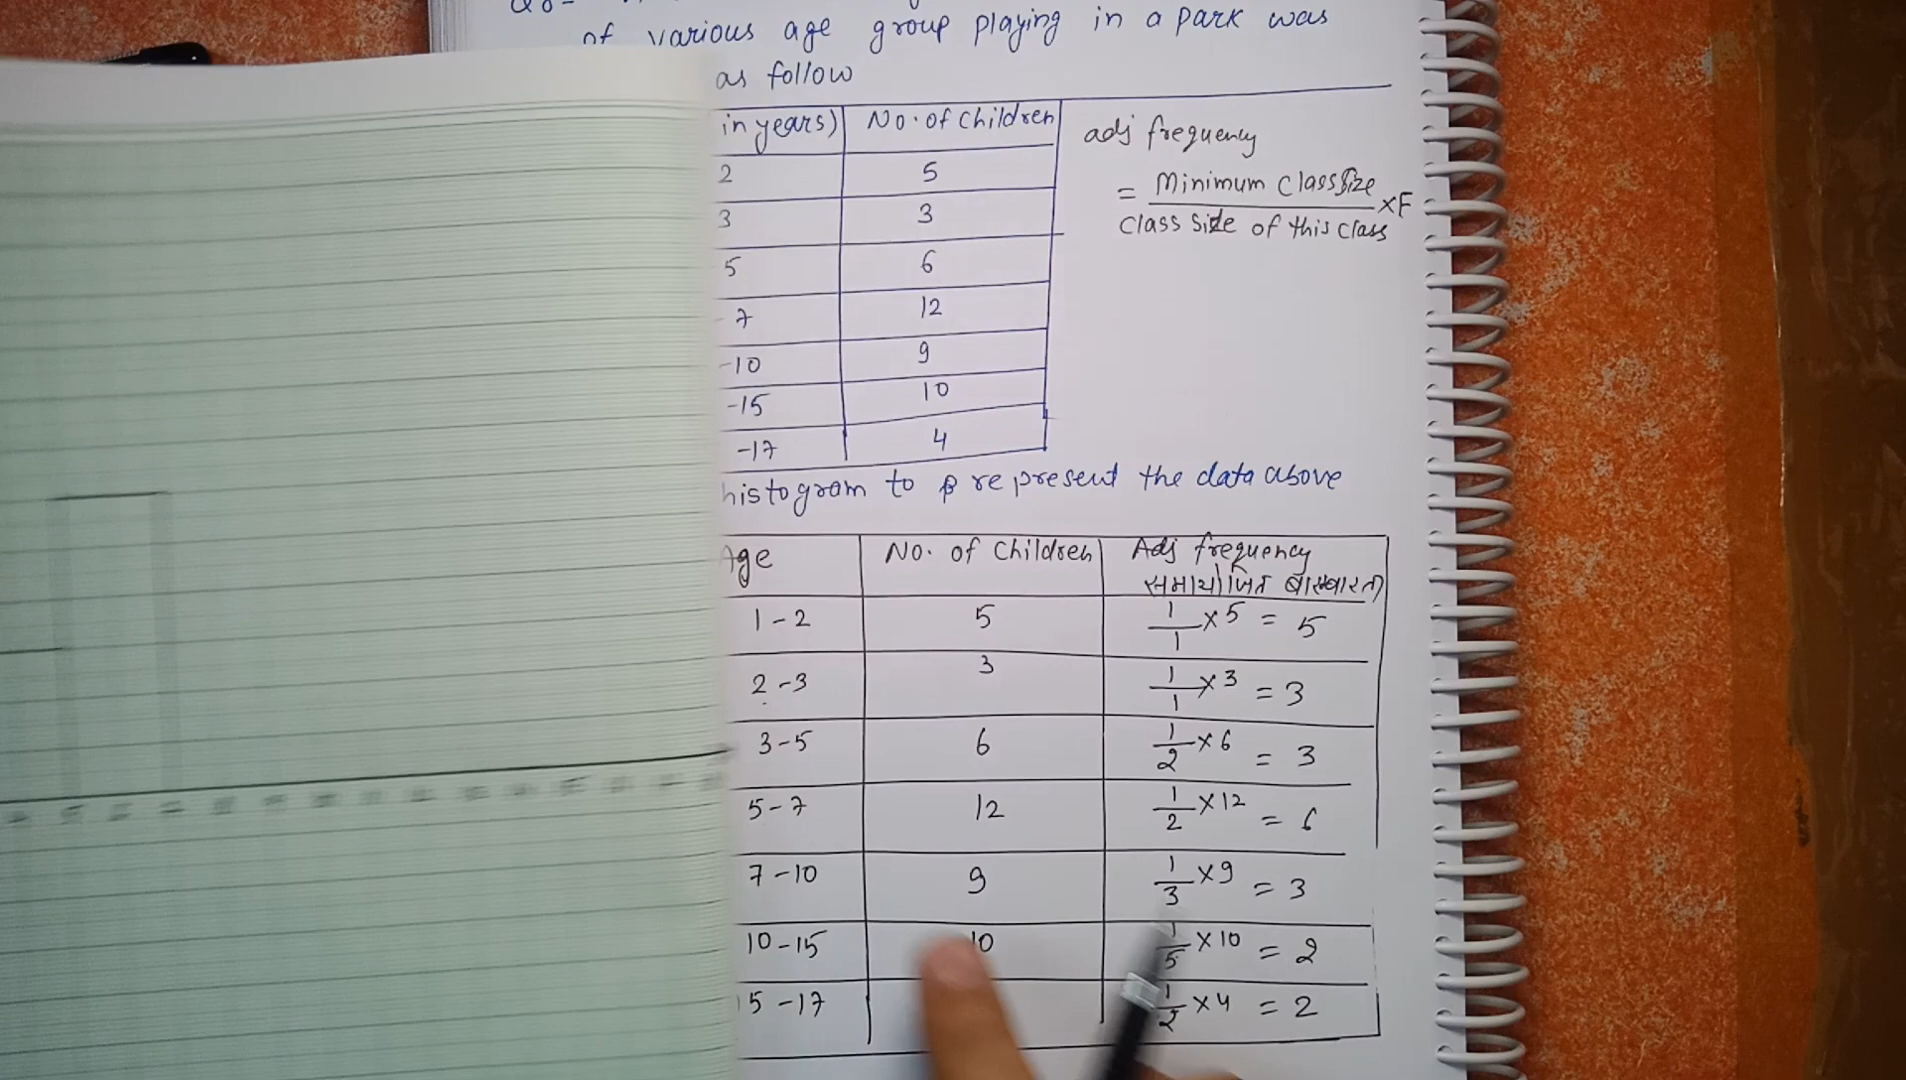 of various age group playing in a park was
as follow
in years) No. of children
2 5
3 3
5 6
7 12
-10 9
-15 10
-17 4
adj frequency
= Minimum class size
class size of this class ×F
histogram to represent the data above
Age No. of children Adj frequency
समायोजित बारंबारता
1-2 5 1/1 × 5 = 5
2-3 3 1/1 × 3 = 3
3-5 6 1/2 × 6 = 3
5-7 12 1/2 × 12 = 6
7-10 9 1/3 × 9 = 3
10-15 10 1/5 × 10 = 2
15-17 1/2 × 4 = 2